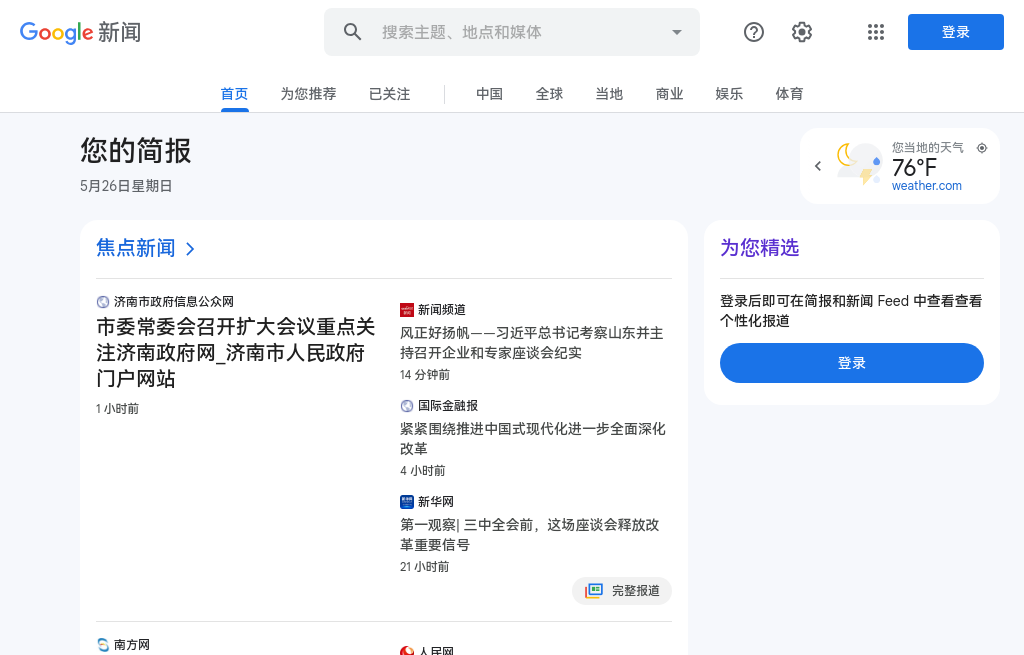 Google 新闻
搜索主题、地点和媒体
登录
首页
为您推荐
已关注
中国
全球
当地
商业
娱乐
体育
您的简报
5月26日星期日
您当地的天气
76°F
weather.com
焦点新闻
济南市政府信息公众网
市委常委会召开扩大会议重点关
注济南政府网_济南市人民政府
门户网站
1 小时前
新闻频道
风正好扬帆——习近平总书记考察山东并主
持召开企业和专家座谈会纪实
14 分钟前
国际金融报
紧紧围绕推进中国式现代化进一步全面深化
改革
4 小时前
新华网
第一观察| 三中全会前，这场座谈会释放改
革重要信号
21 小时前
完整报道
南方网
人民网
为您精选
登录后即可在简报和新闻 Feed 中查看查看
个性化报道
登录